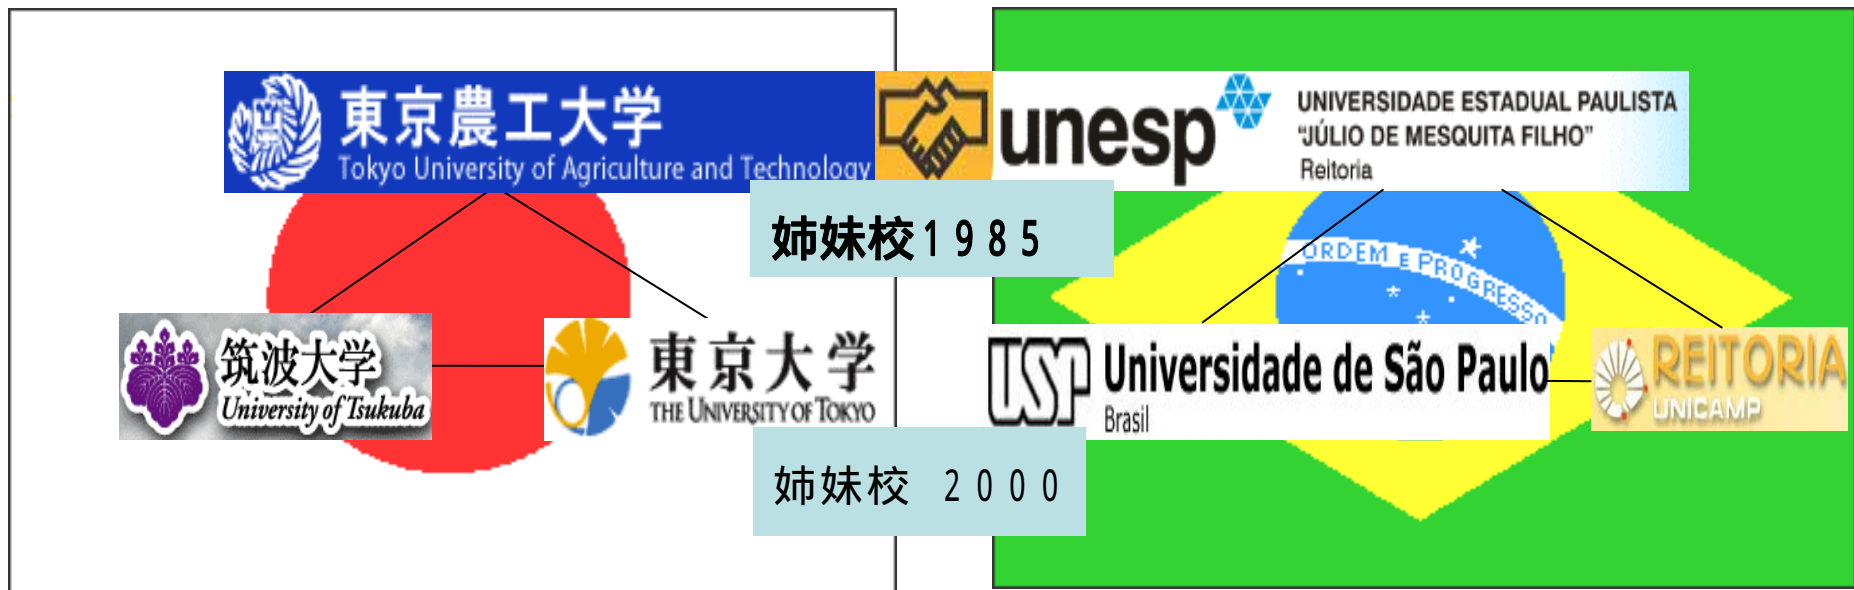 東京農工大学
Tokyo University of Agriculture and Technology
unesp
UNIVERSIDADE ESTADUAL PAULISTA
“JÚLIO DE MESQUITA FILHO”
Reitoria
姉妹校1985
ORDEM E PROGRESSO
筑波大学
University of Tsukuba
東京大学
THE UNIVERSITY OF TOKYO
USP
Universidade de São Paulo
Brasil
REITORIA
UNICAMP
姉妹校 2000